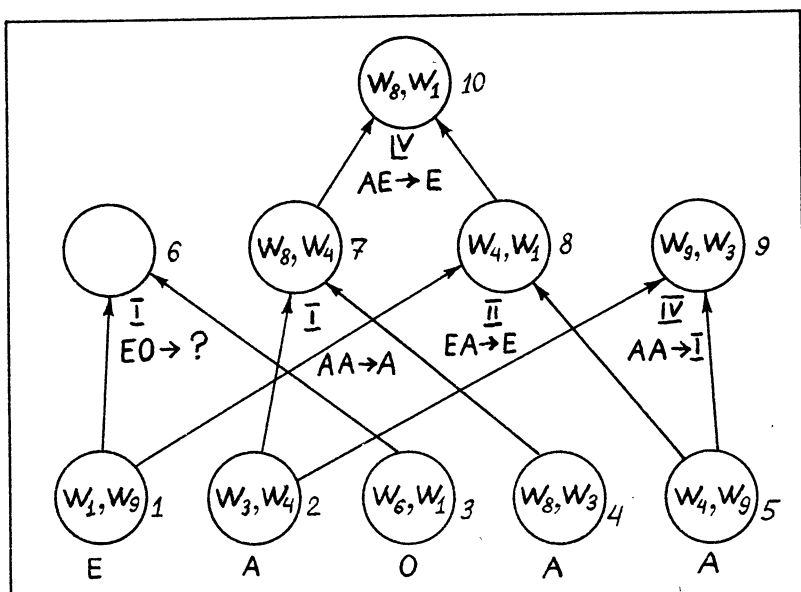 W₈,W₁ 10
IV
AE→E
6
W₈,W₄ 7
W₄,W₁ 8
W₉,W₃ 9
I
I
II
IV
EO→?
AA→A
EA→E
AA→I
W₁,W₉ 1
W₃,W₄ 2
W₆,W₁ 3
W₈,W₃ 4
W₄,W₉ 5
E A O A A